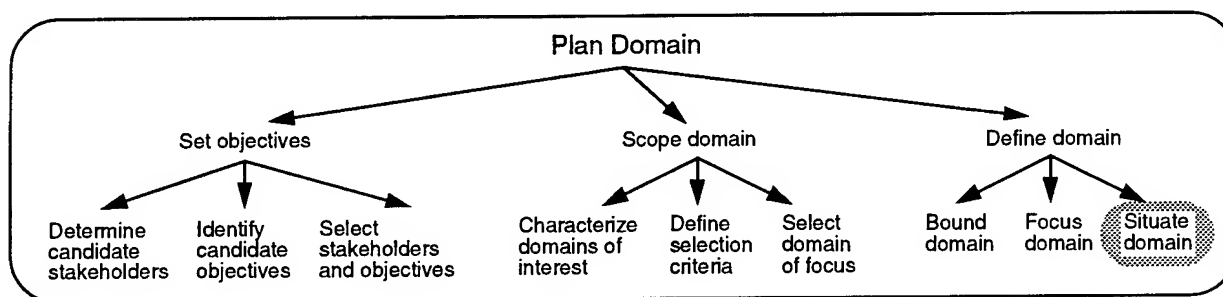 Plan Domain
Set objectives
Scope domain
Define domain
Determine
candidate
stakeholders
Identify
candidate
objectives
Select
stakeholders
and objectives
Characterize
domains of
interest
Define
selection
criteria
Select
domain
of focus
Bound
domain
Focus
domain
Situate
domain